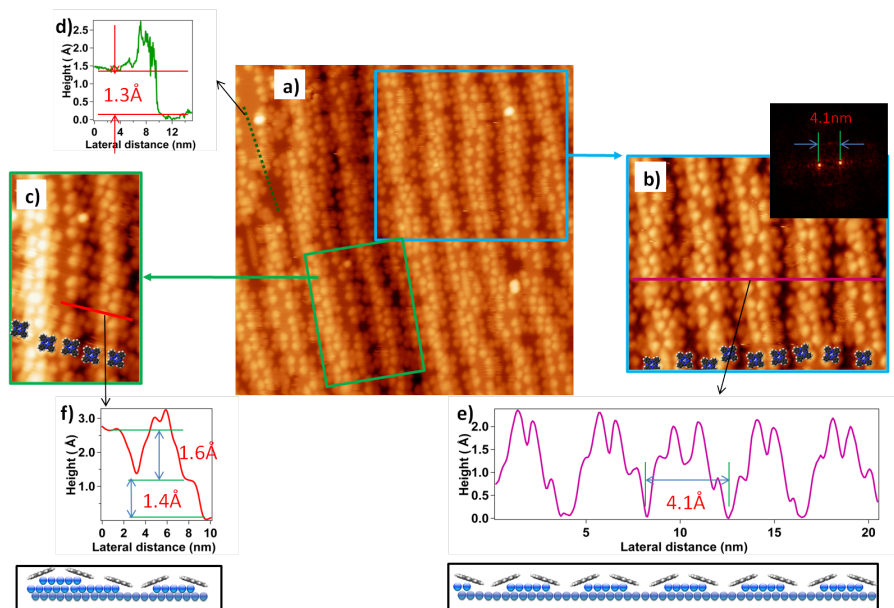 d)
Height (Å)
2.5
2.0
1.5
1.0
0.5
0.0
1.3Å
0 4 8 12
Lateral distance (nm)
a)
4.1nm
c)
b)
f)
Height (Å)
3.0
2.0
1.0
1.6Å
1.4Å
0 2 4 6 8 10
Lateral distance (nm)
e)
Height (Å)
2.0
1.5
1.0
0.5
0.0
4.1Å
5 10 15 20
Lateral distance (nm)